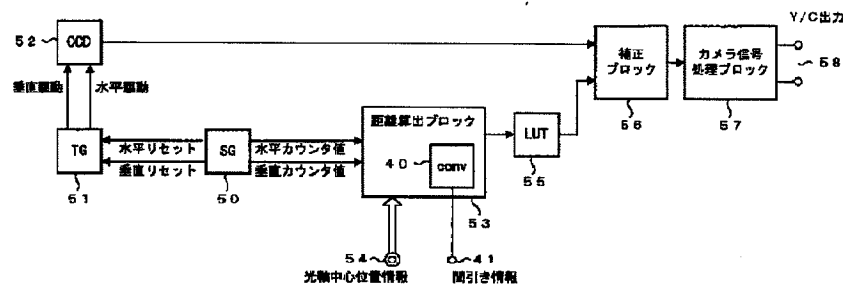 Y/C出力
52
CCD
補正
ブロック
カメラ信号
処理ブロック
58
垂直駆動
水平駆動
56
57
距離算出ブロック
TG
水平リセット
垂直リセット
SG
水平カウンタ値
垂直カウンタ値
40
conv
LUT
55
51
50
53
54
41
光軸中心位置情報
間引き情報